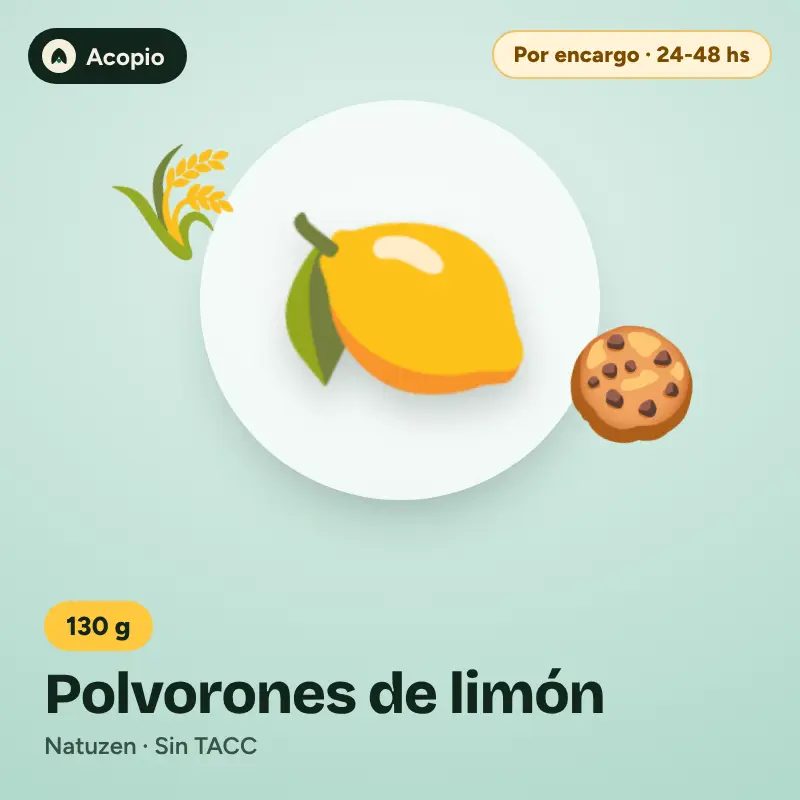 Acopio
Por encargo · 24-48 hs
130 g
Polvorones de limón
Natuzen · Sin TACC